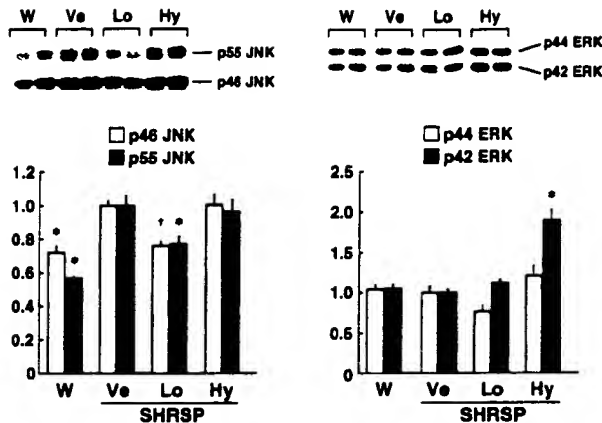 W Ve Lo Hy
p55 JNK
p46 JNK
W Ve Lo Hy
p44 ERK
p42 ERK
p46 JNK
p55 JNK
1.2
1.0
0.8
0.6
0.4
0.2
0
*
*
†
*
W Ve Lo Hy
SHRSP
p44 ERK
p42 ERK
2.5
2.0
1.5
1.0
0.5
0
*
W Ve Lo Hy
SHRSP